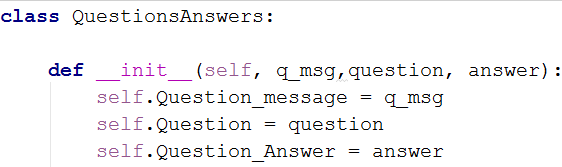 class QuestionsAnswers:
def __init__(self, q_msg,question, answer):
self.Question_message = q_msg
self.Question = question
self.Question_Answer = answer